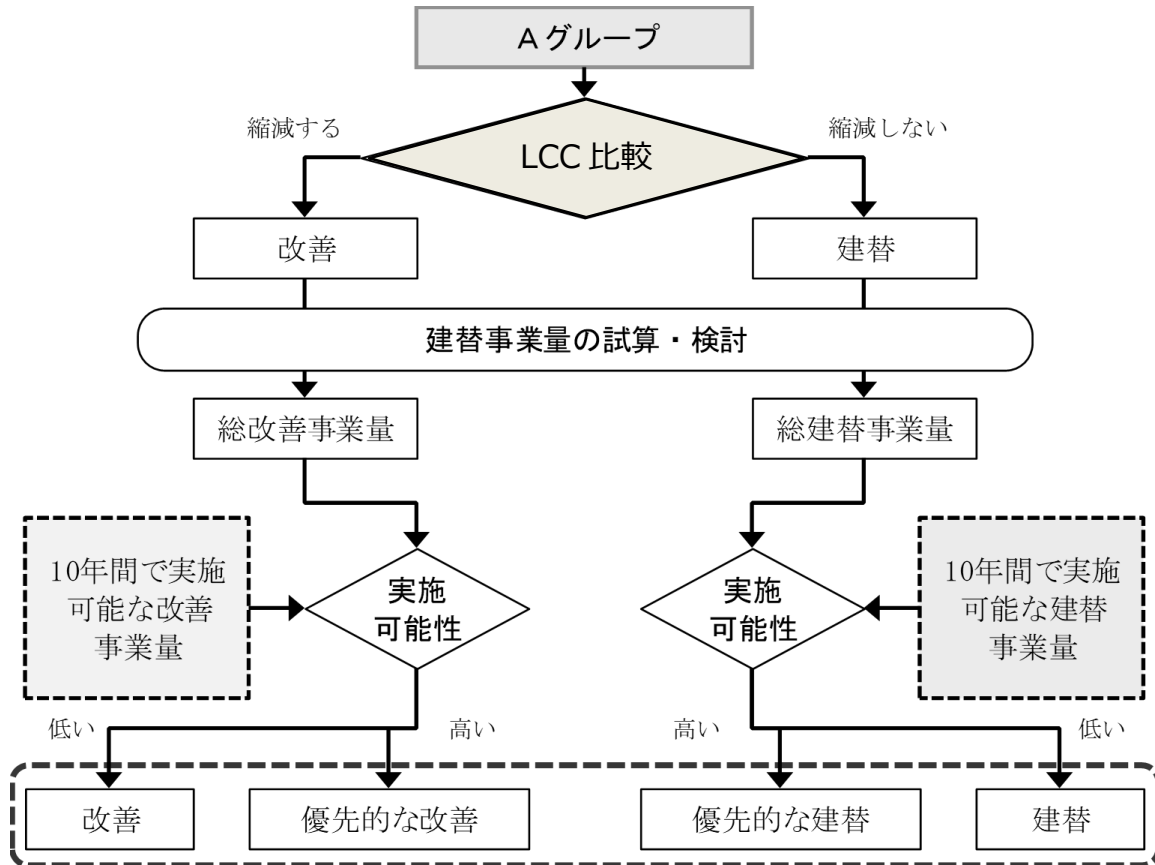 A グループ
縮減する
縮減しない
LCC 比較
改善
建替
建替事業量の試算・検討
総改善事業量
総建替事業量
10年間で実施
可能な改善
事業量
実施
可能性
実施
可能性
10年間で実施
可能な建替
事業量
低い
高い
高い
低い
改善
優先的な改善
優先的な建替
建替